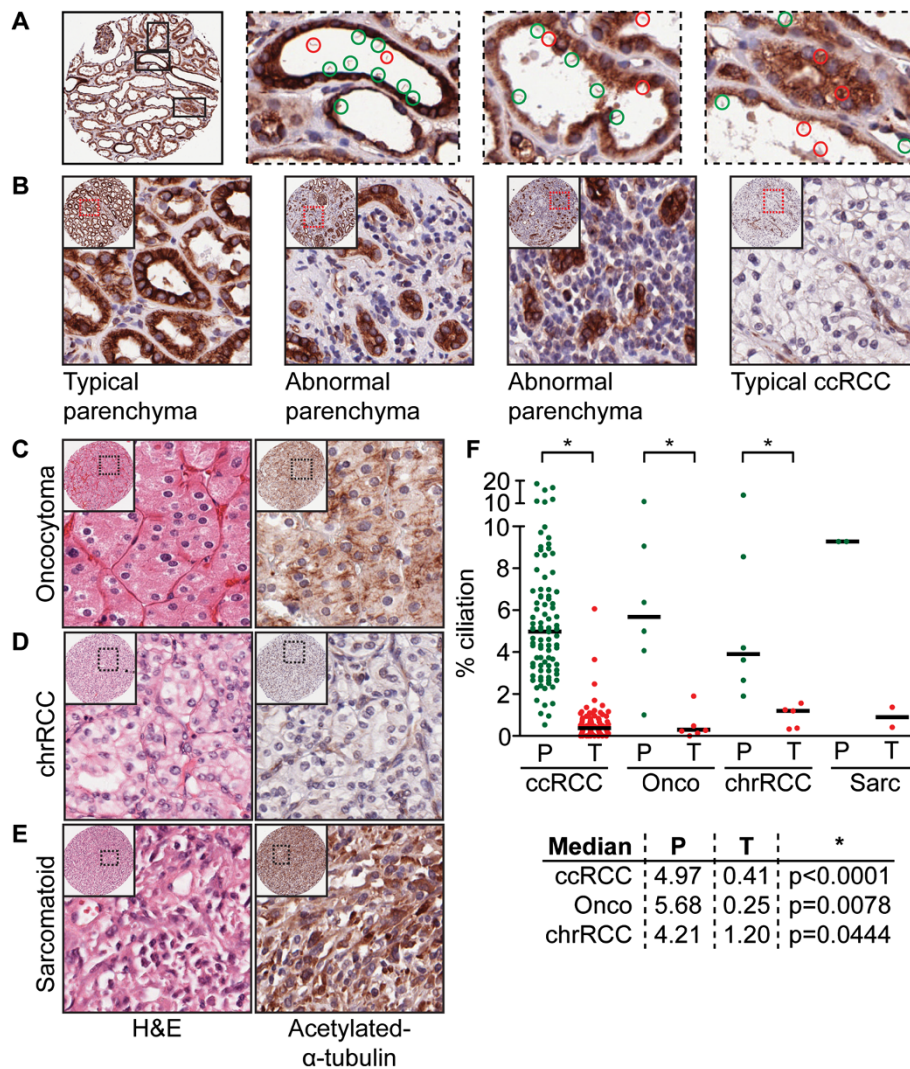 A
B
Typical
parenchyma
Abnormal
parenchyma
Abnormal
parenchyma
Typical ccRCC
C
Oncocytoma
D
chrRCC
E
Sarcomatoid
H&E
Acetylated-
α-tubulin
F
* * *
% ciliation
20
10
10
8
6
4
2
0
P T P T P T P T
ccRCC Onco chrRCC Sarc
Median P T *
ccRCC 4.97 0.41 p<0.0001
Onco 5.68 0.25 p=0.0078
chrRCC 4.21 1.20 p=0.0444